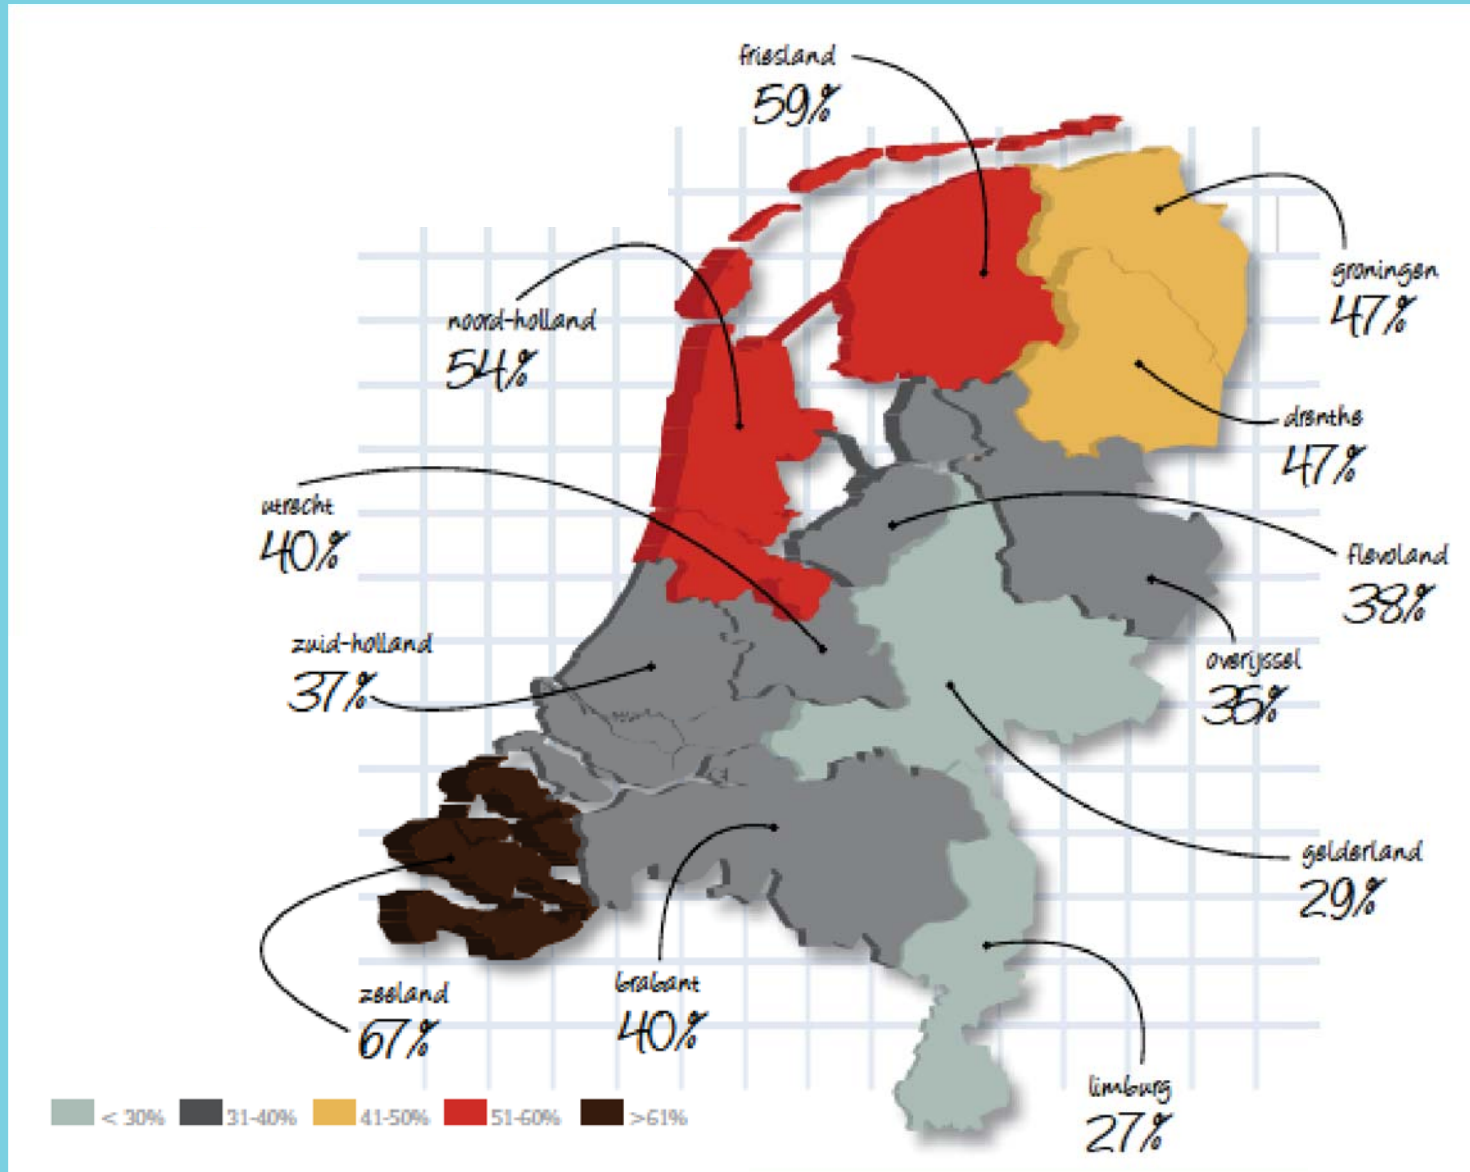 friesland
59%
groningen
47%
noord-holland
54%
drenthe
47%
utrecht
40%
flevoland
38%
zuid-holland
37%
overijssel
35%
gelderland
29%
zeeland
67%
brabant
40%
limburg
27%
< 30%
31-40%
41-50%
51-60%
>61%